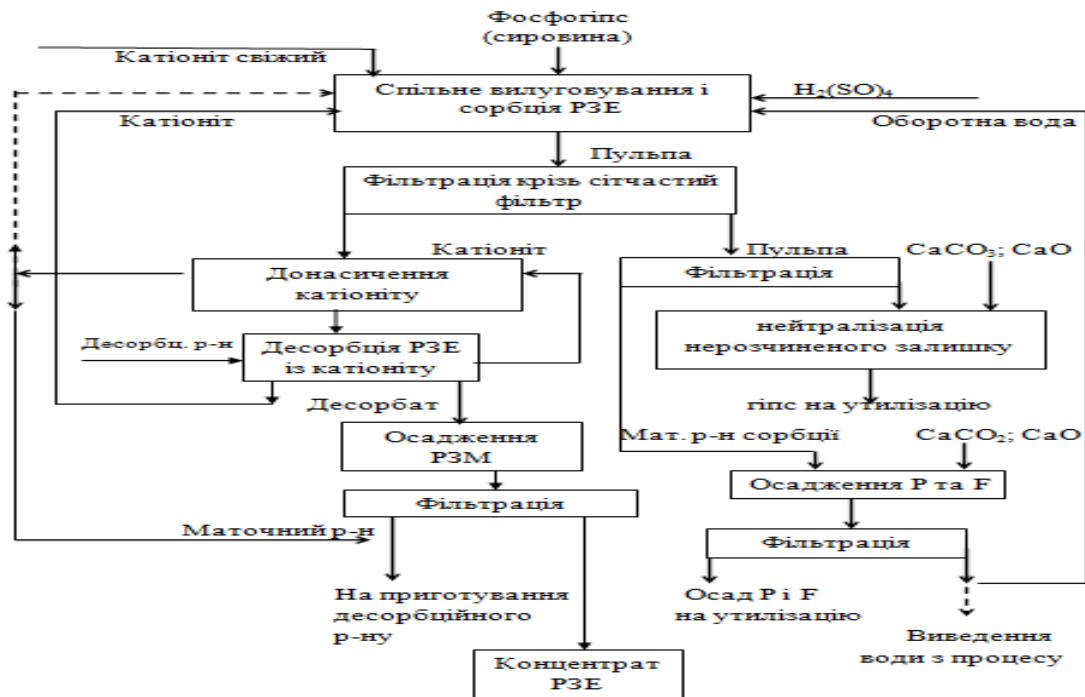 Фосфогіпс
(сировина)
Катіоніт свіжий
Спільне вилуговування і
сорбція РЗЕ
H₂(SO)₄
Катіоніт
Оборотна вода
Пульпа
Фільтрація крізь сітчастий
фільтр
Катіоніт
Пульпа
CaCO₃; CaO
Донасичення
катіоніту
Фільтрація
нейтралізація
нерозчиненого залишку
Десорбц. р-н
Десорбція РЗЕ
із катіоніту
Десорбат
гіпс на утилізацію
Осадження
РЗМ
Мат. р-н сорбції
CaCO₂; CaO
Осадження Р та F
Фільтрація
Маточний р-н
Фільтрація
На приготування
десорбційного
р-ну
Осад Р і F
на утилізацію
Виведення
води з процесу
Концентрат
РЗЕ